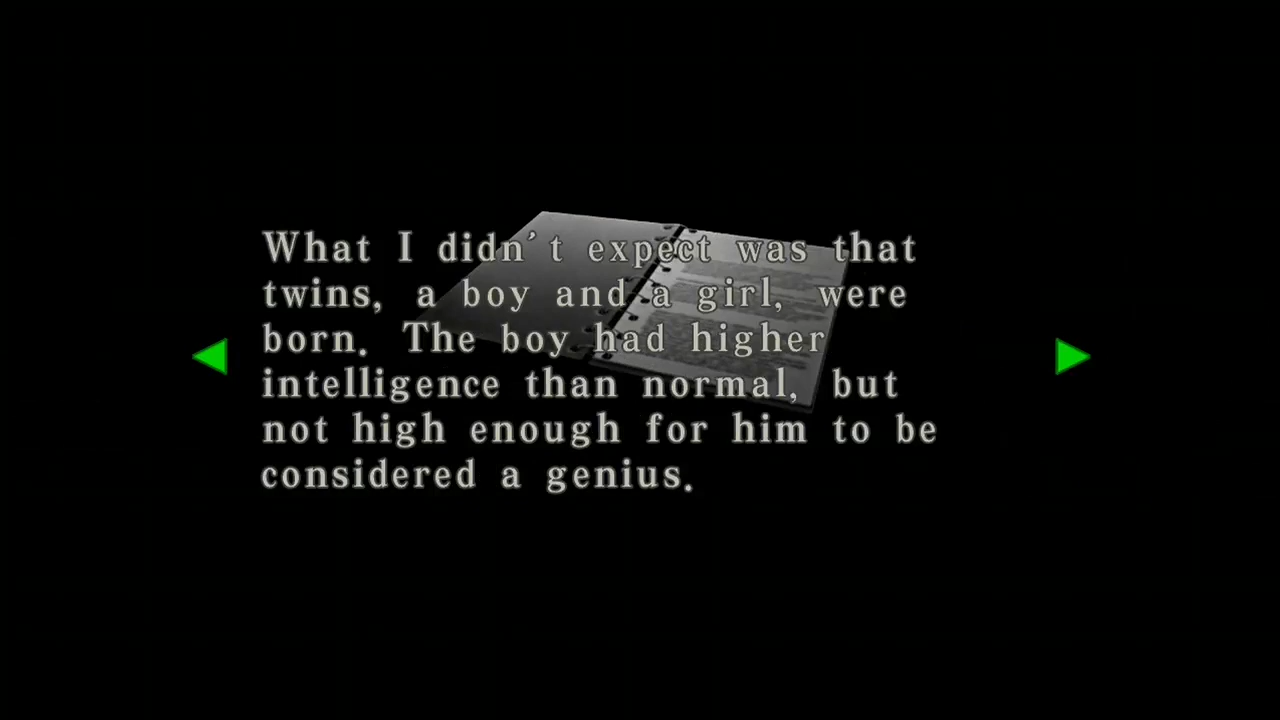 What I didn't expect was that
twins, a boy and a girl, were
born. The boy had higher
intelligence than normal, but
not high enough for him to be
considered a genius.